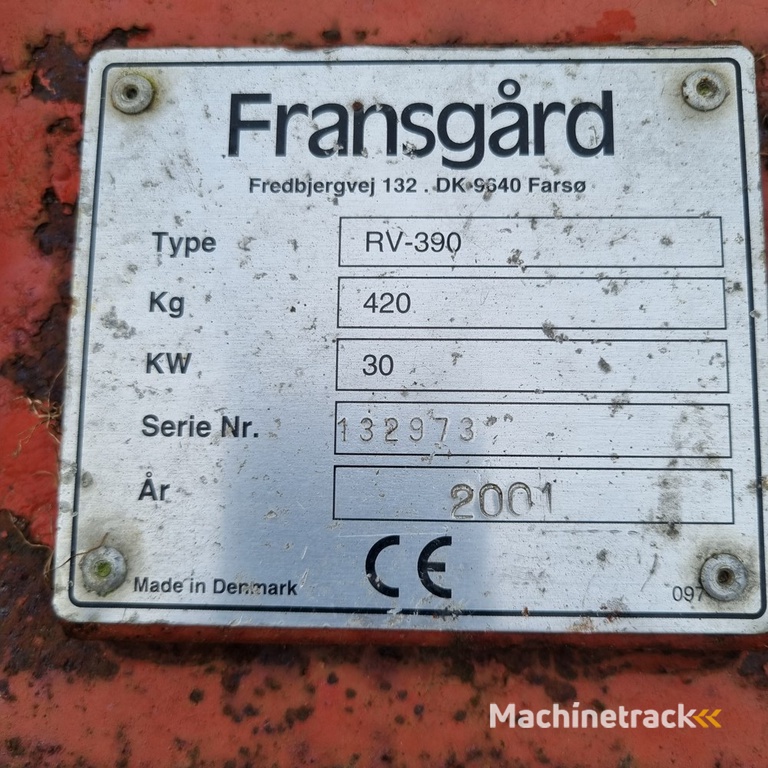 Fransgård
Fredbjergvej 132 . DK-9640 Farsø
Type RV-390
Kg 420
KW 30
Serie Nr. 132973
År 2001
CE
Made in Denmark
Machinetrack